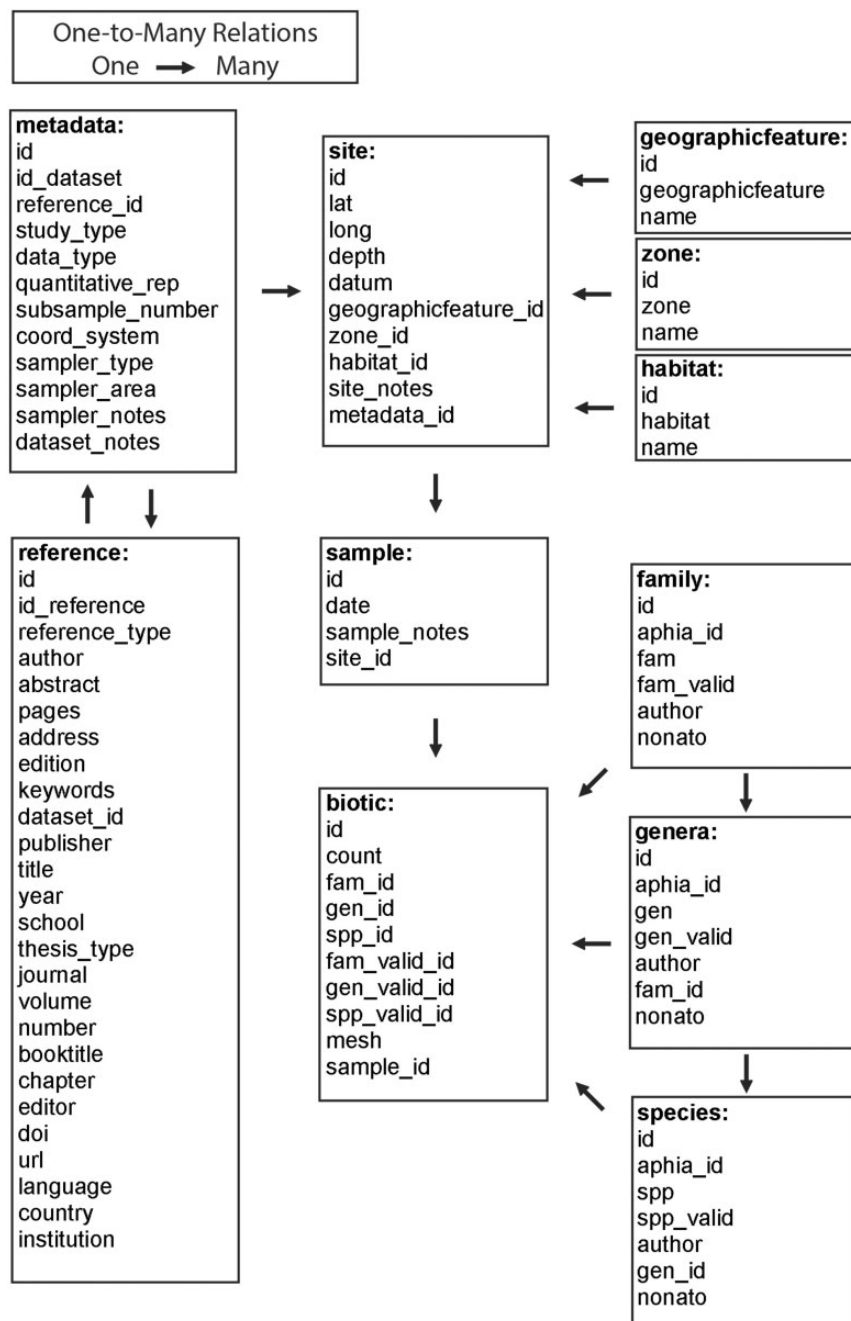 One-to-Many Relations
One → Many
metadata:
id
id_dataset
reference_id
study_type
data_type
quantitative_rep
subsample_number
coord_system
sampler_type
sampler_area
sampler_notes
dataset_notes
reference:
id
id_reference
reference_type
author
abstract
pages
address
edition
keywords
dataset_id
publisher
title
year
school
thesis_type
journal
volume
number
booktitle
chapter
editor
doi
url
language
country
institution
site:
id
lat
long
depth
datum
geographicfeature_id
zone_id
habitat_id
site_notes
metadata_id
sample:
id
date
sample_notes
site_id
biotic:
id
count
fam_id
gen_id
spp_id
fam_valid_id
gen_valid_id
spp_valid_id
mesh
sample_id
geographicfeature:
id
geographicfeature
name
zone:
id
zone
name
habitat:
id
habitat
name
family:
id
aphia_id
fam
fam_valid
author
nonato
genera:
id
aphia_id
gen
gen_valid
author
fam_id
nonato
species:
id
aphia_id
spp
spp_valid
author
gen_id
nonato